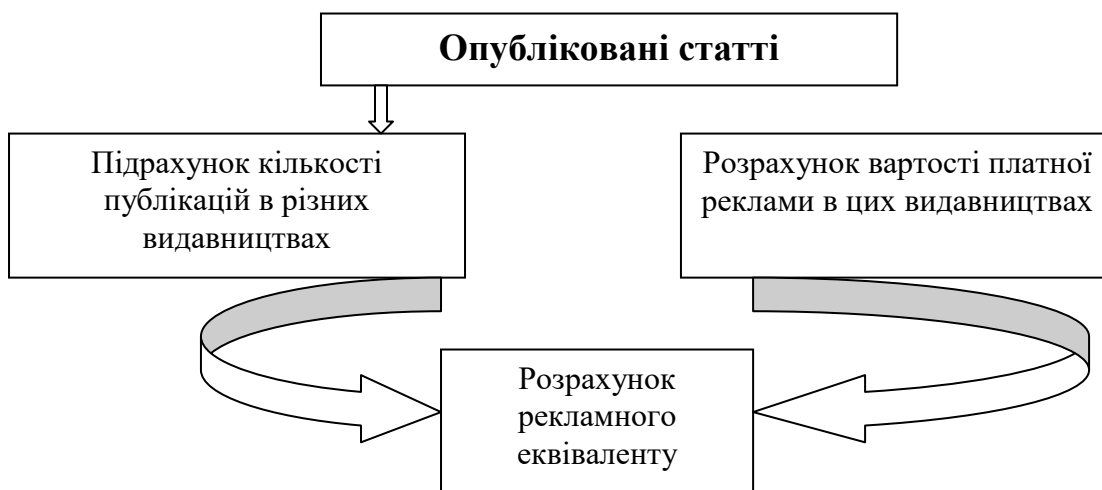 Опубліковані статті
Підрахунок кількості
публікацій в різних
видавництвах
Розрахунок вартості платної
реклами в цих видавництвах
Розрахунок
рекламного
еквіваленту